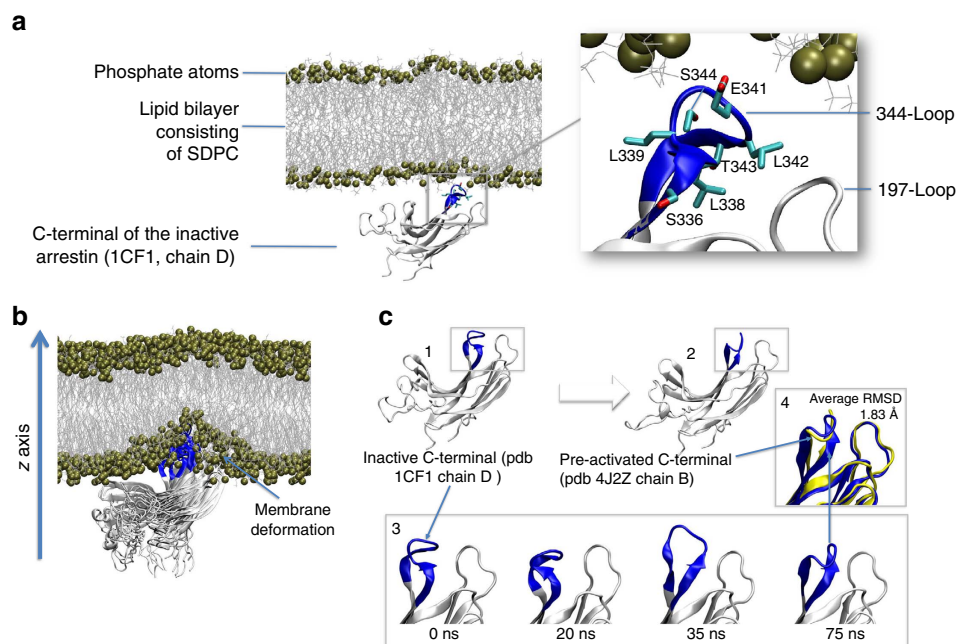 a
Phosphate atoms
Lipid bilayer
consisting
of SDPC
C-terminal of the inactive
arrestin (1CF1, chain D)
S344
E341
344-Loop
L339
T343
L342
197-Loop
L338
S336
b
z axis
Membrane
deformation
c
1
2
Inactive C-terminal (pdb
1CF1 chain D )
Pre-activated C-terminal
(pdb 4J2Z chain B)
4
Average RMSD
1.83 Å
3
0 ns
20 ns
35 ns
75 ns